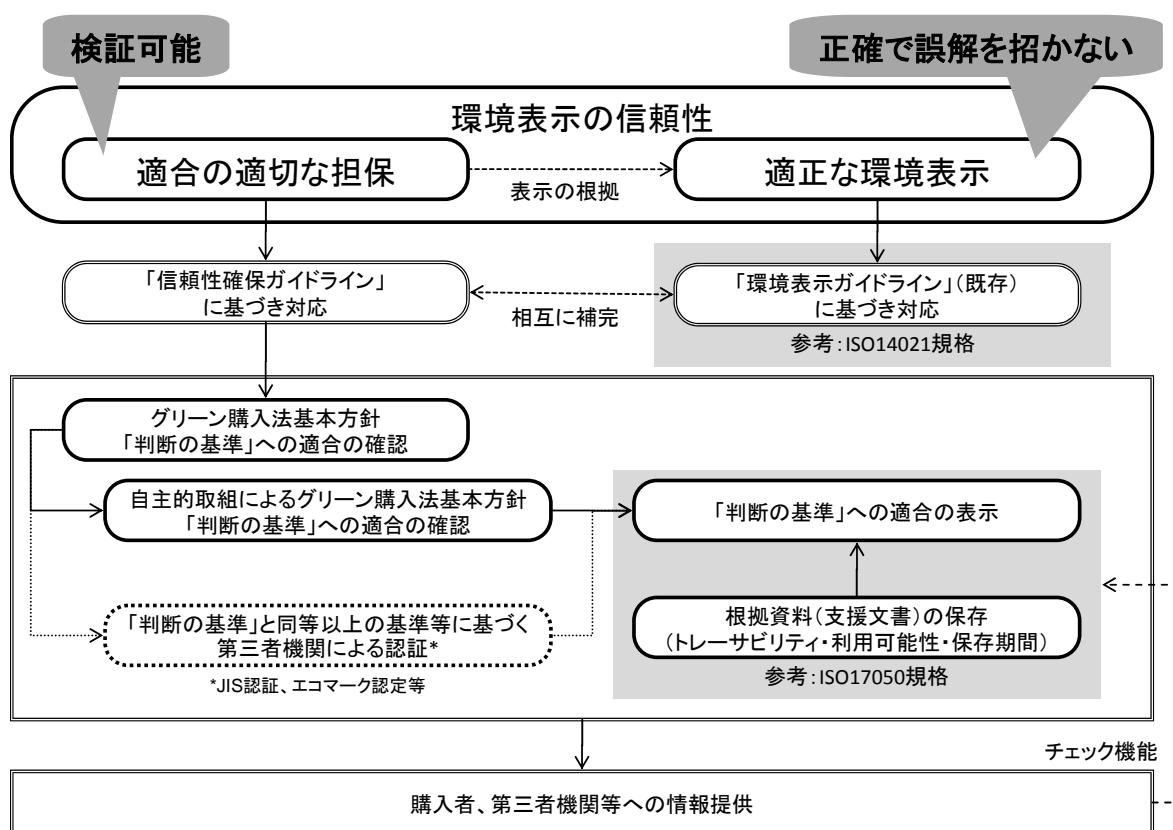 検証可能
正確で誤解を招かない
環境表示の信頼性
適合の適切な担保
表示の根拠
適正な環境表示
「信頼性確保ガイドライン」
に基づき対応
相互に補完
「環境表示ガイドライン」(既存)
に基づき対応
参考:ISO14021規格
グリーン購入法基本方針
「判断の基準」への適合の確認
自主的取組によるグリーン購入法基本方針
「判断の基準」への適合の確認
「判断の基準」への適合の表示
「判断の基準」と同等以上の基準等に基づく
第三者機関による認証*
*JIS認証、エコマーク認定等
根拠資料(支援文書)の保存
(トレーサビリティ・利用可能性・保存期間)
参考:ISO17050規格
チェック機能
購入者、第三者機関等への情報提供